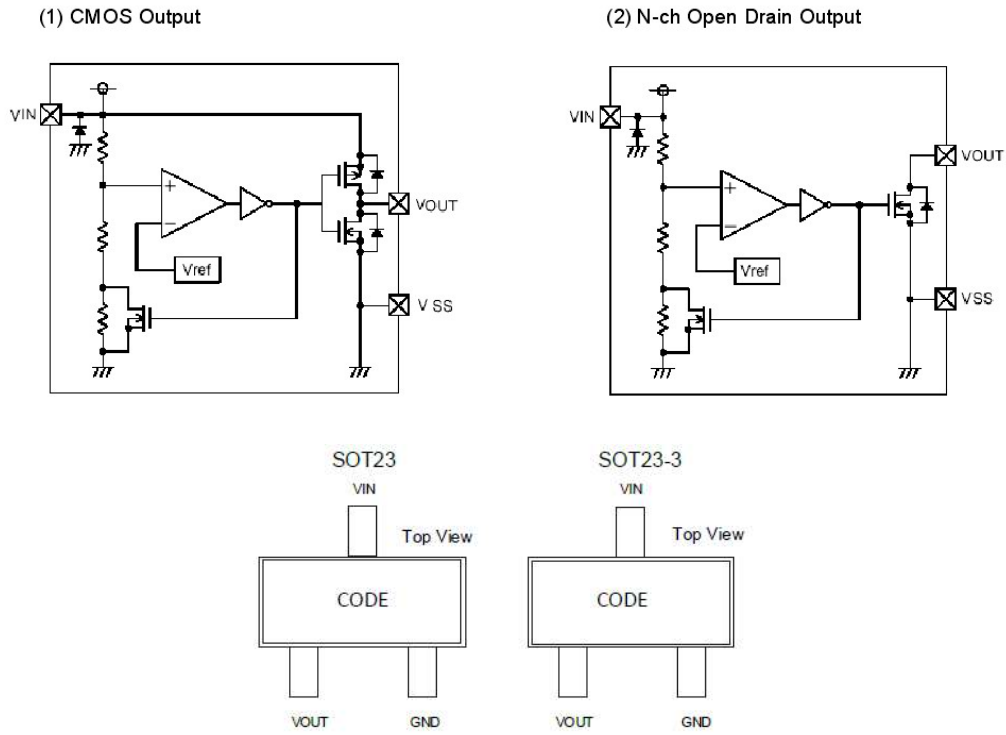 (1) CMOS Output
VIN
+
−
Vref
VOUT
V SS
(2) N-ch Open Drain Output
VIN
+
−
Vref
VOUT
VSS
SOT23
VIN
Top View
CODE
VOUT
GND
SOT23-3
VIN
Top View
CODE
VOUT
GND